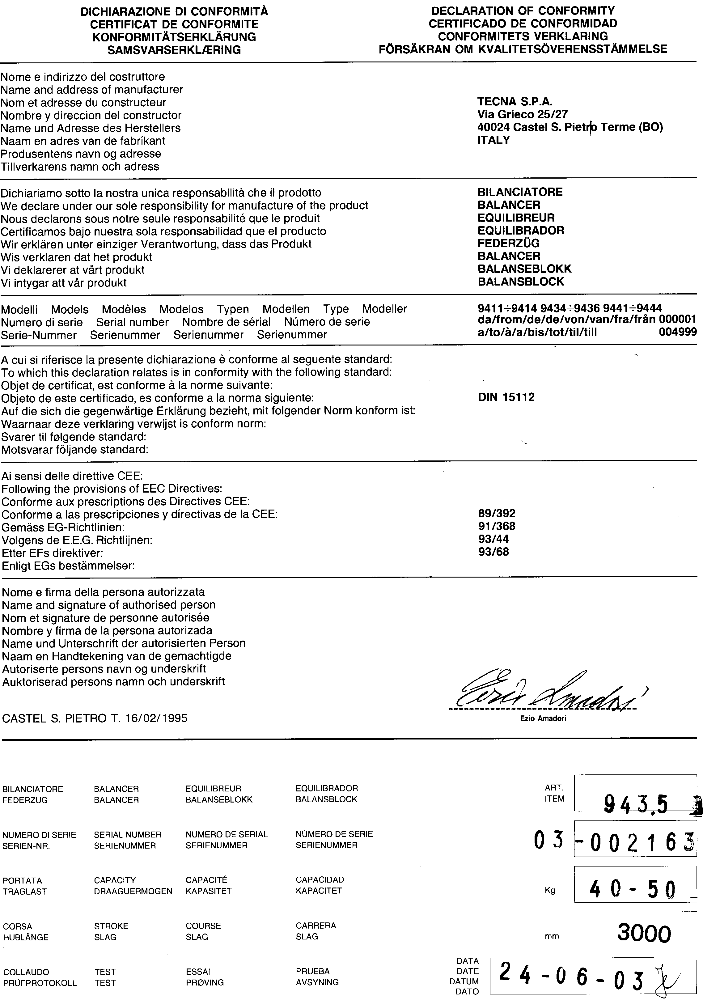 DICHIARAZIONE DI CONFORMITÀ
CERTIFICAT DE CONFORMITE
KONFORMITÄTSERKLÄRUNG
SAMSVARSERKLÆRING
DECLARATION OF CONFORMITY
CERTIFICADO DE CONFORMIDAD
CONFORMITETS VERKLARING
FÖRSÄKRAN OM KVALITETSÖVERENSSTÄMMELSE
Nome e indirizzo del costruttore
Name and address of manufacturer
Nom et adresse du constructeur
Nombre y direccion del constructor
Name und Adresse des Herstellers
Naam en adres van de fabríkant
Produsentens navn og adresse
Tillverkarens namn och adress
TECNA S.P.A.
Via Grieco 25/27
40024 Castel S. Pietro Terme (BO)
ITALY
Dichiariamo sotto la nostra unica responsabilità che il prodotto
We declare under our sole responsibility for manufacture of the product
Nous declarons sous notre seule responsabilité que le produit
Certificamos bajo nuestra sola responsabilidad que el producto
Wir erklären unter einziger Verantwortung, dass das Produkt
Wis verklaren dat het produkt
Vi deklarerer at vårt produkt
Vi intygar att vår produkt
BILANCIATORE
BALANCER
EQUILIBREUR
EQUILIBRADOR
FEDERZÜG
BALANCER
BALANSEBLOKK
BALANSBLOCK
Modelli Models Modèles Modelos Typen Modellen Type Modeller
Numero di serie Serial number Nombre de sérial Número de serie
Serie-Nummer Serienummer Serienummer Serienummer
9411÷9414 9434÷9436 9441÷9444
da/from/de/de/von/van/fra/från 000001
a/to/à/a/bis/tot/til/till 004999
A cui si riferisce la presente dichiarazione è conforme al seguente standard:
To which this declaration relates is in conformity with the following standard:
Objet de certificat, est conforme à la norme suivante:
Objeto de este certificado, es conforme a la norma siguiente:
Auf die sich die gegenwärtige Erklärung bezieht, mit folgender Norm konform ist:
Waarnaar deze verklaring verwijst is conform norm:
Svarer til følgende standard:
Motsvarar följande standard:
DIN 15112
Ai sensi delle direttive CEE:
Following the provisions of EEC Directives:
Conforme aux prescriptions des Directives CEE:
Conforme a las prescripciones y dírectivas de la CEE:
Gemäss EG-Richtlinien:
Volgens de E.E.G. Richtlijnen:
Etter EFs direktiver:
Enligt EGs bestämmelser:
89/392
91/368
93/44
93/68
Nome e firma della persona autorizzata
Name and signature of authorised person
Nom et signature de personne autorisée
Nombre y firma de la persona autorizada
Name und Unterschrift der autorisierten Person
Naam en Handtekening van de gemachtigde
Autoriserte persons navn og underskrift
Auktoriserad persons namn och underskrift
Ezio Amadori
CASTEL S. PIETRO T. 16/02/1995
Ezio Amadori
BILANCIATORE BALANCER EQUILIBREUR EQUILIBRADOR ART.
FEDERZUG BALANCER BALANSEBLOKK BALANSBLOCK ITEM
943.5
NUMERO DI SERIE SERIAL NUMBER NUMERO DE SERIAL NÙMERO DE SERIE
SERIEN-NR. SERIENUMMER SERIENUMMER SERIENUMMER
03-002163
PORTATA CAPACITY CAPACITÉ CAPACIDAD
TRAGLAST DRAAGUERMOGEN KAPASITET KAPACITET
Kg 40-50
CORSA STROKE COURSE CARRERA
HUBLÄNGE SLAG SLAG SLAG
mm 3000
COLLAUDO TEST ESSAI PRUEBA
PRÜFPROTOKOLL TEST PRØVING AVSYNING
DATA
DATE
DATUM
DATO
24-06-03